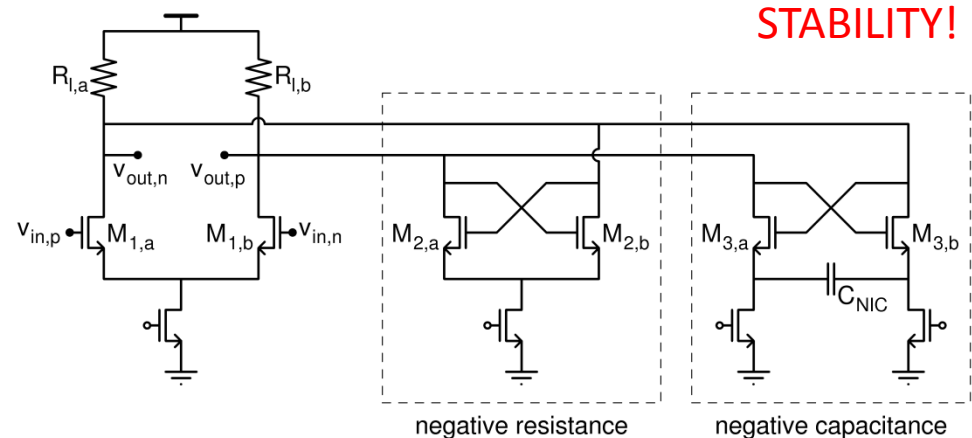 STABILITY!
R_{l,a}
R_{l,b}
v_{out,n}
v_{out,p}
v_{in,p}
M_{1,a}
M_{1,b}
v_{in,n}
M_{2,a}
M_{2,b}
M_{3,a}
M_{3,b}
C_{NIC}
negative resistance
negative capacitance